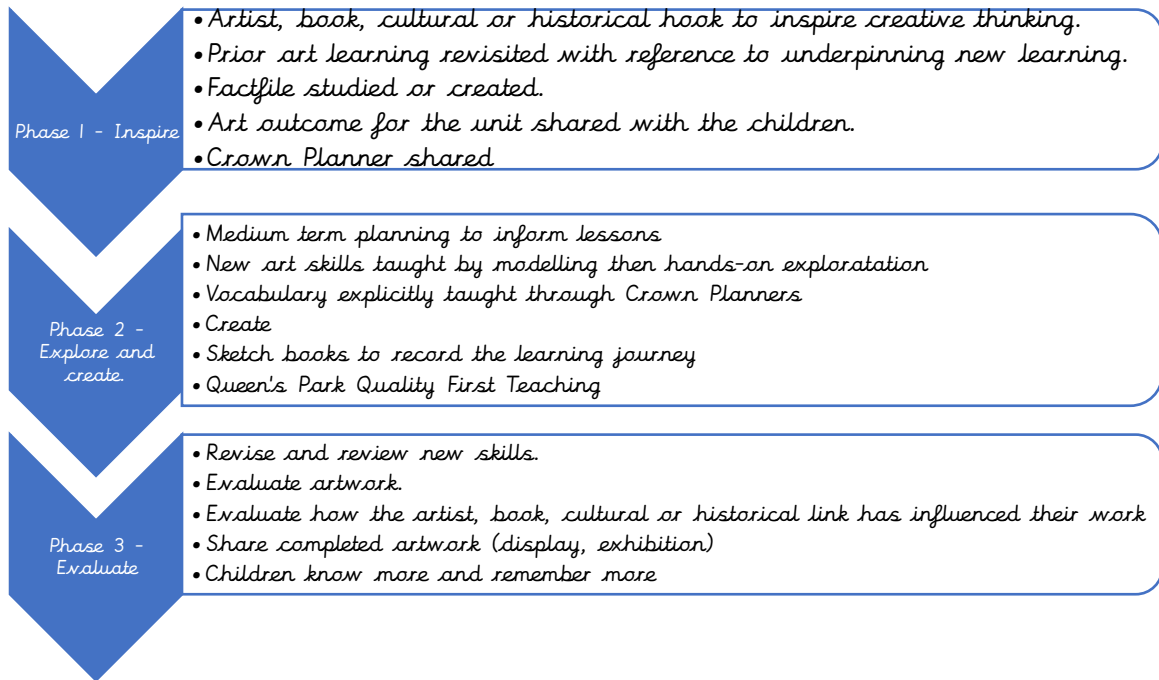 Phase 1 - Inspire
• Artist, book, cultural or historical hook to inspire creative thinking.
• Prior art learning revisited with reference to underpinning new learning.
• Factfile studied or created.
• Art outcome for the unit shared with the children.
• Crown Planner shared
Phase 2 -
Explore and
create.
• Medium term planning to inform lessons
• New art skills taught by modelling then hands-on exploratation
• Vocabulary explicitly taught through Crown Planners
• Create
• Sketch books to record the learning journey
• Queen's Park Quality First Teaching
Phase 3 -
Evaluate
• Revise and review new skills.
• Evaluate artwork.
• Evaluate how the artist, book, cultural or historical link has influenced their work
• Share completed artwork (display, exhibition)
• Children know more and remember more